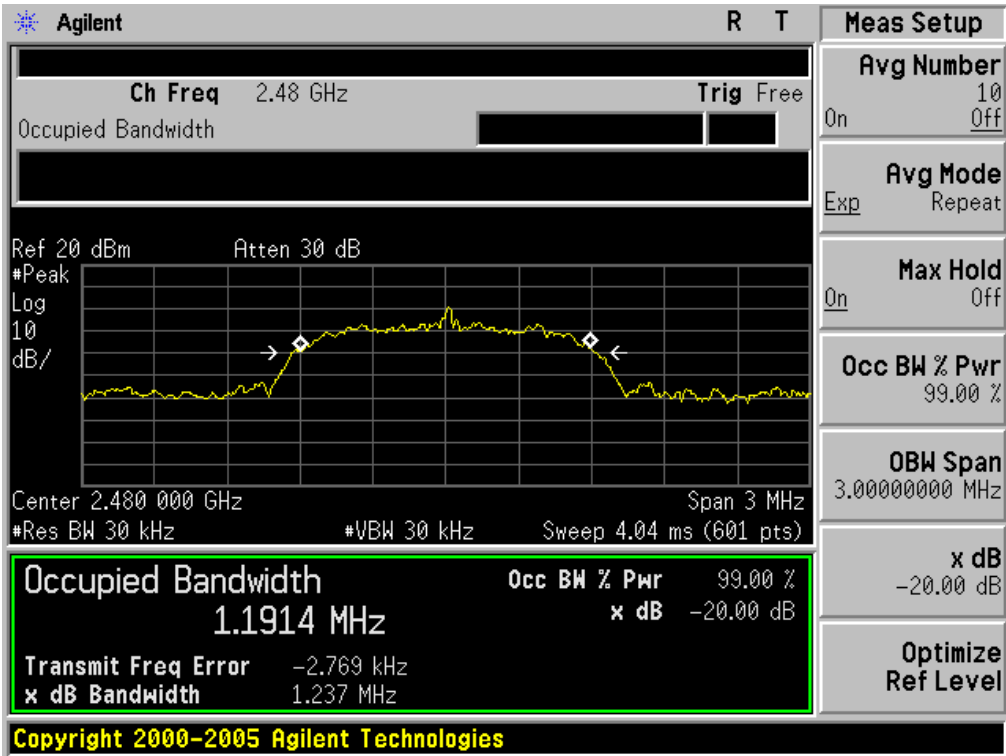 Agilent R T
Ch Freq 2.48 GHz Trig Free
Occupied Bandwidth
Ref 20 dBm Atten 30 dB
#Peak
Log
10
dB/
Center 2.480 000 GHz Span 3 MHz
#Res BW 30 kHz #VBW 30 kHz Sweep 4.04 ms (601 pts)
Occupied Bandwidth Occ BW % Pwr 99.00 %
1.1914 MHz x dB -20.00 dB
Transmit Freq Error -2.769 kHz
x dB Bandwidth 1.237 MHz
Copyright 2000-2005 Agilent Technologies
Meas Setup
Avg Number
10
On Off
Avg Mode
Exp Repeat
Max Hold
On Off
Occ BW % Pwr
99.00 %
OBW Span
3.00000000 MHz
x dB
-20.00 dB
Optimize
Ref Level